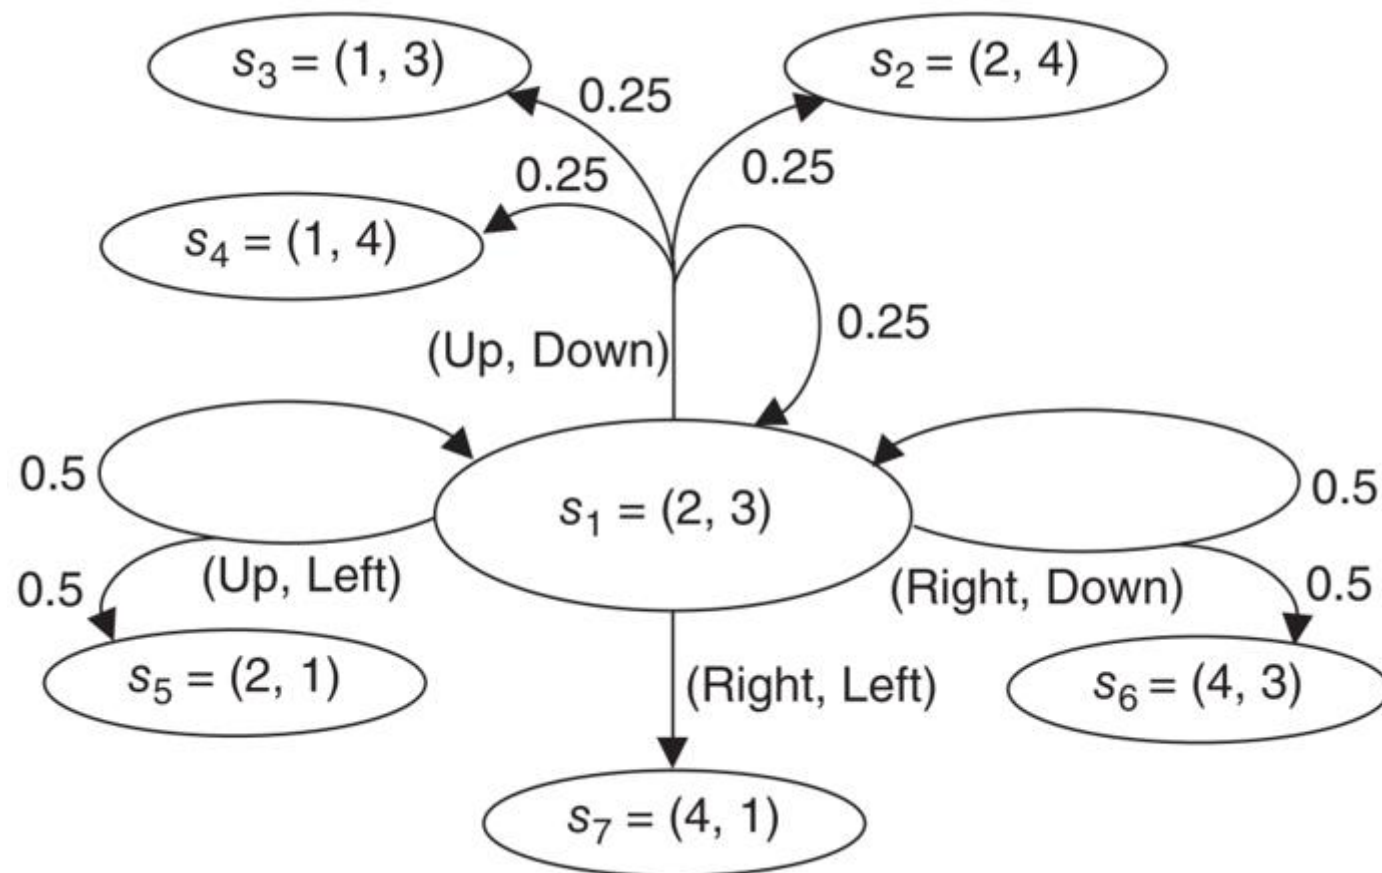 s₃ = (1, 3)
s₂ = (2, 4)
0.25
0.25
0.25
s₄ = (1, 4)
0.25
(Up, Down)
0.5
s₁ = (2, 3)
0.5
(Up, Left)
(Right, Down)
0.5
0.5
s₅ = (2, 1)
(Right, Left)
s₆ = (4, 3)
s₇ = (4, 1)